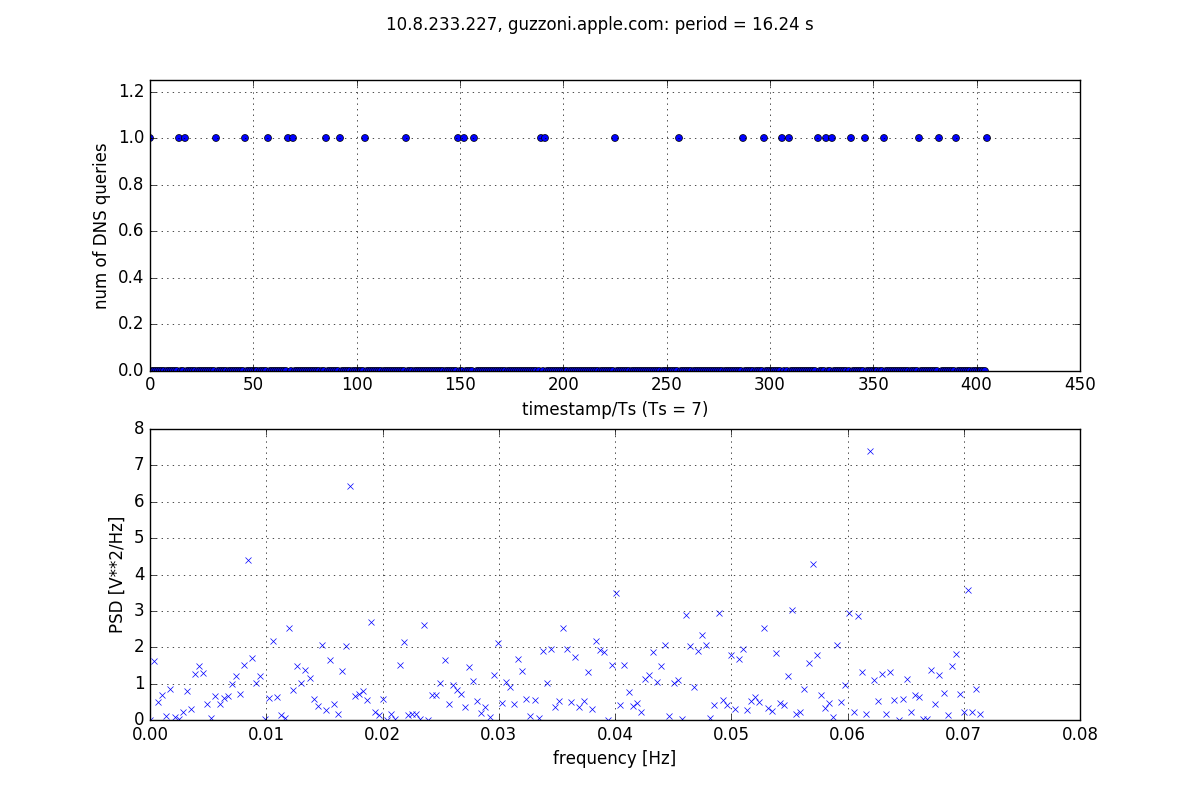 10.8.233.227, guzzoni.apple.com: period = 16.24 s
1.2
1.0
0.8
0.6
0.4
0.2
0.0
num of DNS queries
0 50 100 150 200 250 300 350 400 450
timestamp/Ts (Ts = 7)
8
7
6
5
4
3
2
1
0
PSD [V**2/Hz]
0.00 0.01 0.02 0.03 0.04 0.05 0.06 0.07 0.08
frequency [Hz]